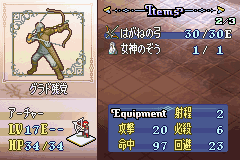 Items
2/3
はがねの弓 30/30E
女神のぞう 1/ 1
グラド残党
アーチャー
LV17E--
HP34/34
Equipment 射程 2
攻撃 20 必殺 6
命中 97 回避 23